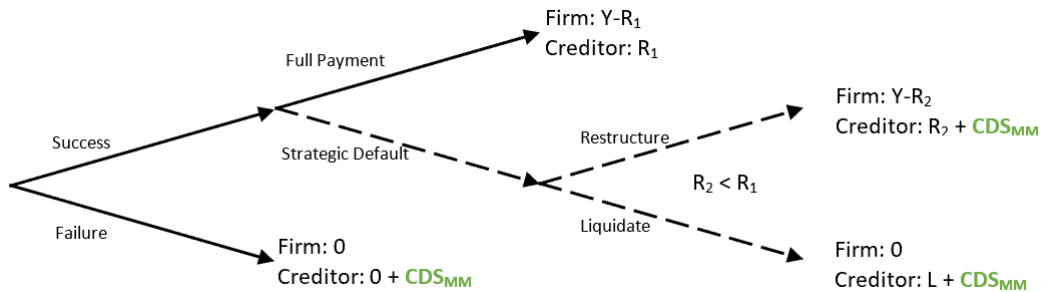 Firm: Y-R₁
Creditor: R₁
Full Payment
Firm: Y-R₂
Creditor: R₂ + CDS_MM
Success
Strategic Default
Restructure
R₂ < R₁
Failure
Liquidate
Firm: 0
Creditor: 0 + CDS_MM
Firm: 0
Creditor: L + CDS_MM